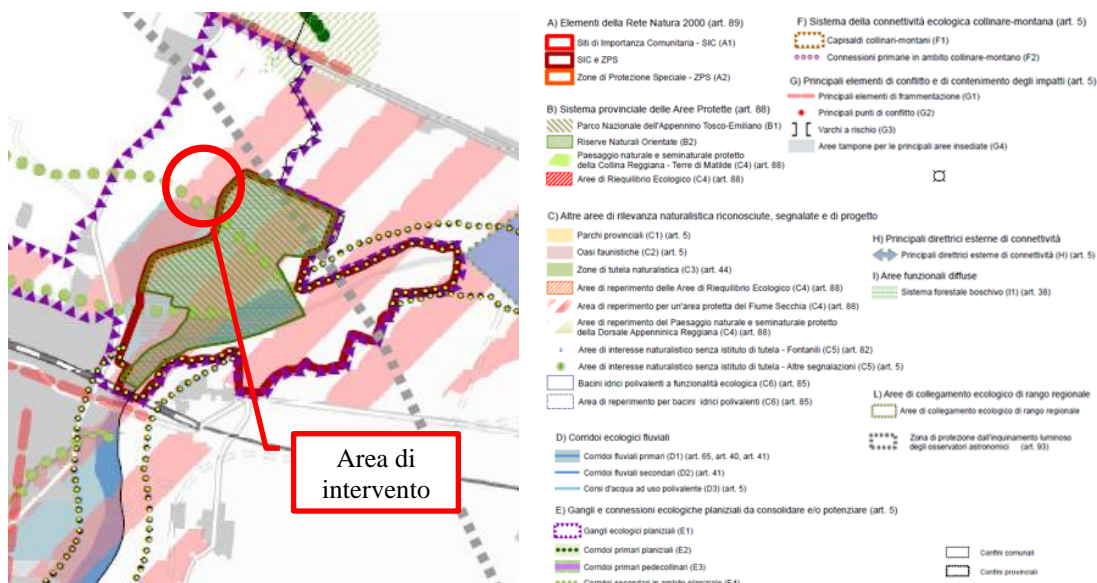 Area di
intervento
A) Elementi della Rete Natura 2000 (art. 89)
Siti di Importanza Comunitaria - SIC (A1)
SIC e ZPS
Zone di Protezione Speciale - ZPS (A2)
B) Sistema provinciale delle Aree Protette (art. 88)
Parco Nazionale dell'Appennino Tosco-Emiliano (B1)
Riserve Naturali Orientate (B2)
Paesaggio naturale e seminaturale protetto
della Collina Reggiana - Terre di Matilde (C4) (art. 88)
Aree di Riequilibrio Ecologico (C4) (art. 88)
C) Altre aree di rilevanza naturalistica riconosciute, segnalate e di progetto
Parchi provinciali (C1) (art. 5)
Oasi faunistiche (C2) (art. 5)
Zone di tutela naturalistica (C3) (art. 44)
Aree di reperimento delle Aree di Riequilibrio Ecologico (C4) (art. 88)
Area di reperimento per un'area protetta del Fiume Secchia (C4) (art. 88)
Area di reperimento del Paesaggio naturale e seminaturale protetto
della Dorsale Appenninica Reggiana (C4) (art. 88)
Aree di interesse naturalistico senza istituto di tutela - Fontanili (C5) (art. 82)
Aree di interesse naturalistico senza istituto di tutela - Altre segnalazioni (C5) (art. 5)
Bacini idrici polivalenti a funzionalità ecologica (C6) (art. 85)
Area di reperimento per bacini idrici polivalenti (C6) (art. 85)
D) Corridoi ecologici fluviali
Corridoi fluviali primari (D1) (art. 65, art. 40, art. 41)
Corridoi fluviali secondari (D2) (art. 41)
Corsi d'acqua ad uso polivalente (D3) (art. 5)
E) Gangli e connessioni ecologiche planiziali da consolidare e/o potenziare (art. 5)
Gangli ecologici planiziali (E1)
Corridoi primari planiziali (E2)
Corridoi primari pedecollinari (E3)
Corridoi secondari in ambito planiziale (E4)
F) Sistema della connettività ecologica collinare-montana (art. 5)
Capisaldi collinari-montani (F1)
Connessioni primarie in ambito collinare-montano (F2)
G) Principali elementi di conflitto e di contenimento degli impatti (art. 5)
Principali elementi di frammentazione (G1)
Principali punti di conflitto (G2)
Varchi a rischio (G3)
Aree tampone per le principali aree insediate (G4)
H) Principali direttrici esterne di connettività
Principali direttrici esterne di connettività (H) (art. 5)
I) Aree funzionali diffuse
Sistema forestale boschivo (I1) (art. 38)
L) Aree di collegamento ecologico di rango regionale
Aree di collegamento ecologico di rango regionale
Zona di protezione dall'inquinamento luminoso
degli osservatori astronomici (art. 93)
Confini comunali
Confini provinciali